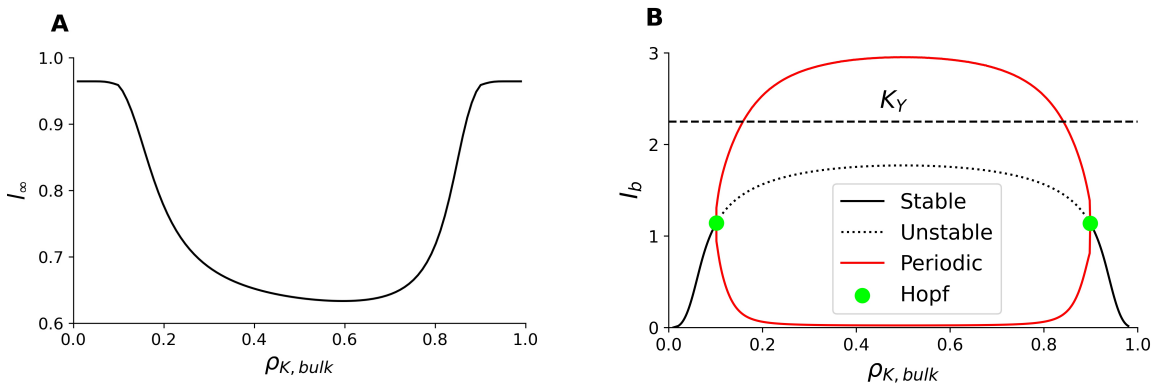 A
1.0
0.9
0.8
0.7
0.6
I∞
0.0 0.2 0.4 0.6 0.8 1.0
ρK, bulk
B
3
2
1
0
Ib
KY
Stable
Unstable
Periodic
Hopf
0.0 0.2 0.4 0.6 0.8 1.0
ρK, bulk